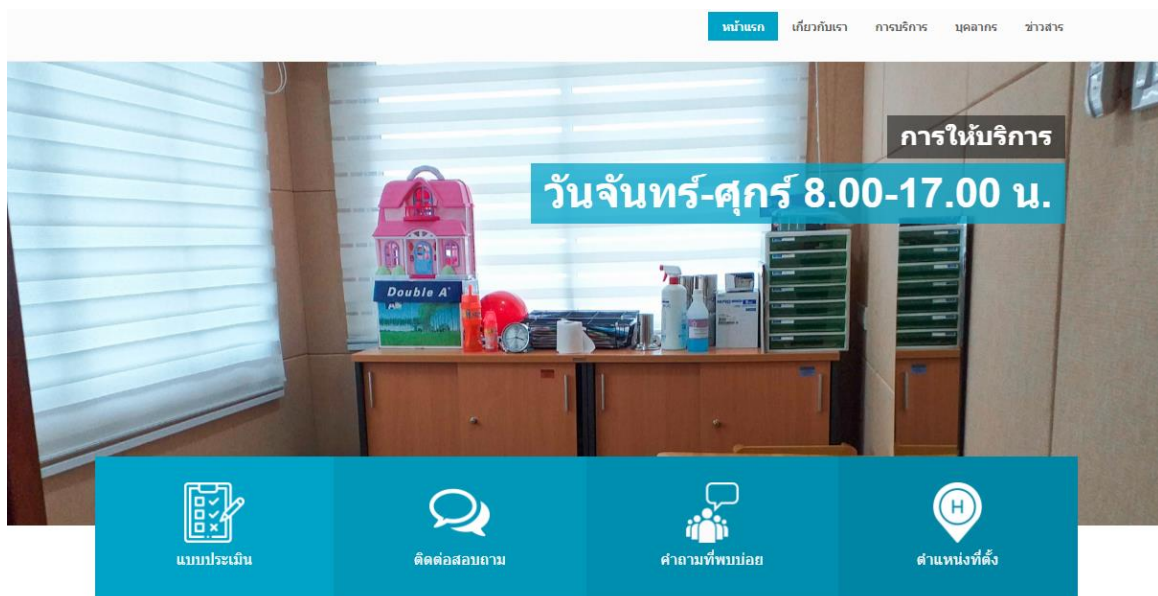 หน้าแรก เกี่ยวกับเรา การบริการ บุคลากร ข่าวสาร
การให้บริการ
วันจันทร์-ศุกร์ 8.00-17.00 น.
Double A
H
แบบประเมิน ติดต่อสอบถาม คำถามที่พบบ่อย ตำแหน่งที่ตั้ง